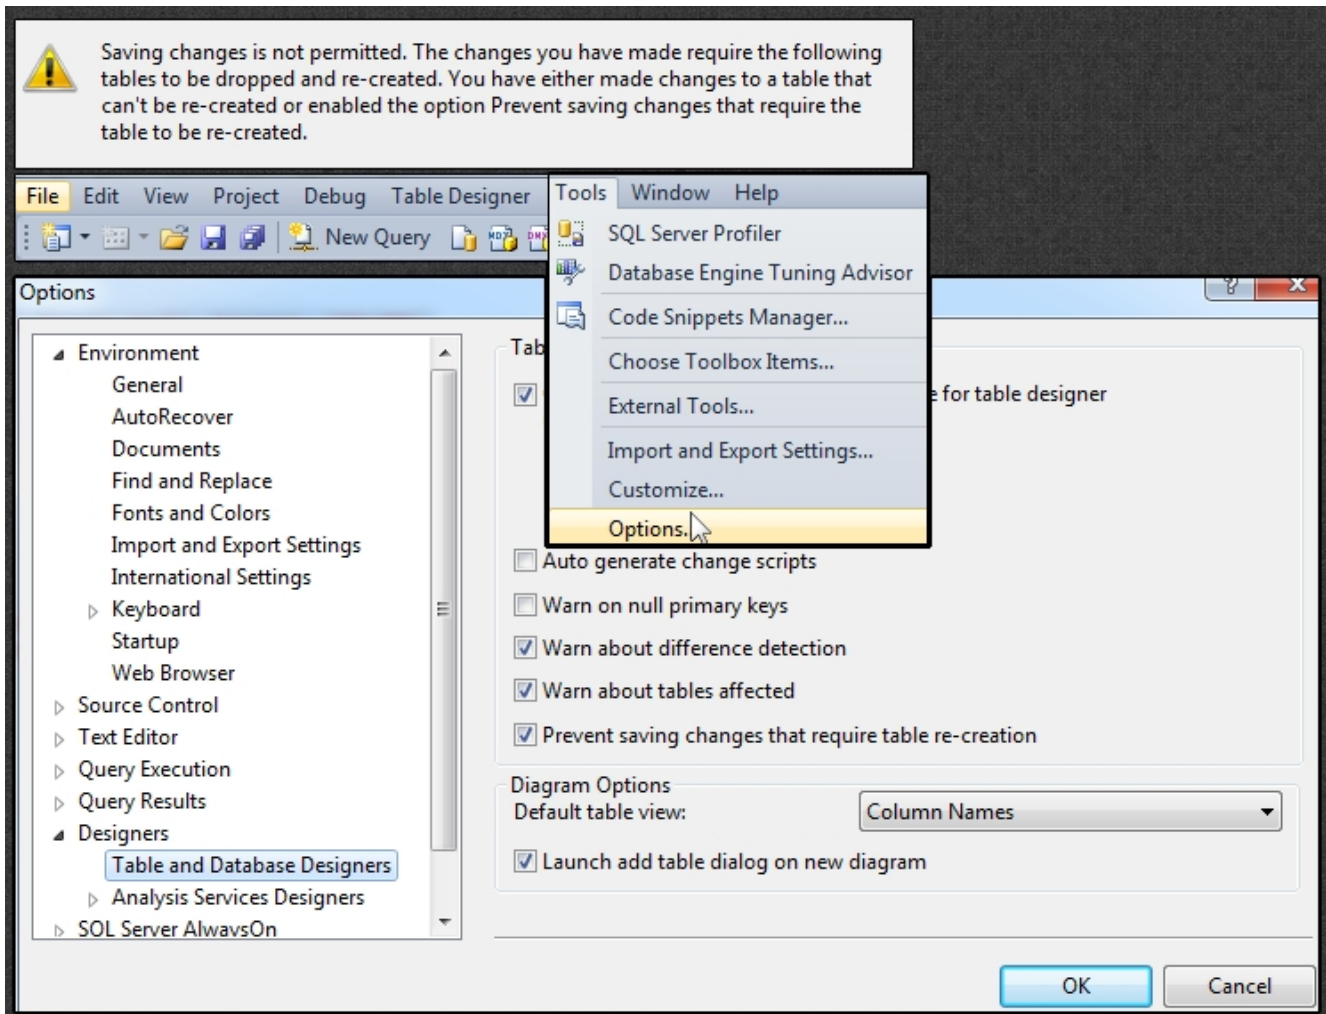 Saving changes is not permitted. The changes you have made require the following
tables to be dropped and re-created. You have either made changes to a table that
can't be re-created or enabled the option Prevent saving changes that require the
table to be re-created.
File Edit View Project Debug Table Designer Tools Window Help
New Query
SQL Server Profiler
Database Engine Tuning Advisor
Code Snippets Manager...
Choose Toolbox Items...
External Tools...
Import and Export Settings...
Customize...
Options.
Options
Environment
General
AutoRecover
Documents
Find and Replace
Fonts and Colors
Import and Export Settings
International Settings
Keyboard
Startup
Web Browser
Source Control
Text Editor
Query Execution
Query Results
Designers
Table and Database Designers
Analysis Services Designers
SQL Server AlwaysOn
Tab
for table designer
Auto generate change scripts
Warn on null primary keys
Warn about difference detection
Warn about tables affected
Prevent saving changes that require table re-creation
Diagram Options
Default table view: Column Names
Launch add table dialog on new diagram
OK Cancel